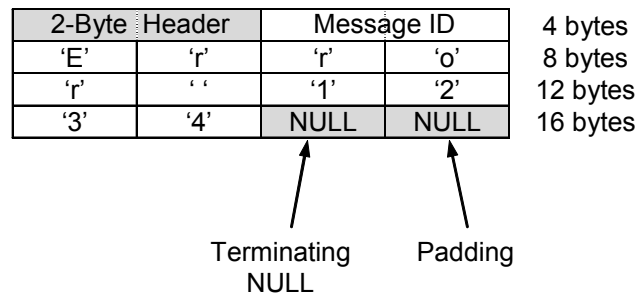 2-Byte Header Message ID 4 bytes
‘E’ ‘r’ ‘r’ ‘o’ 8 bytes
‘r’ ‘ ‘ ‘1’ ‘2’ 12 bytes
‘3’ ‘4’ NULL NULL 16 bytes
Terminating Padding
NULL